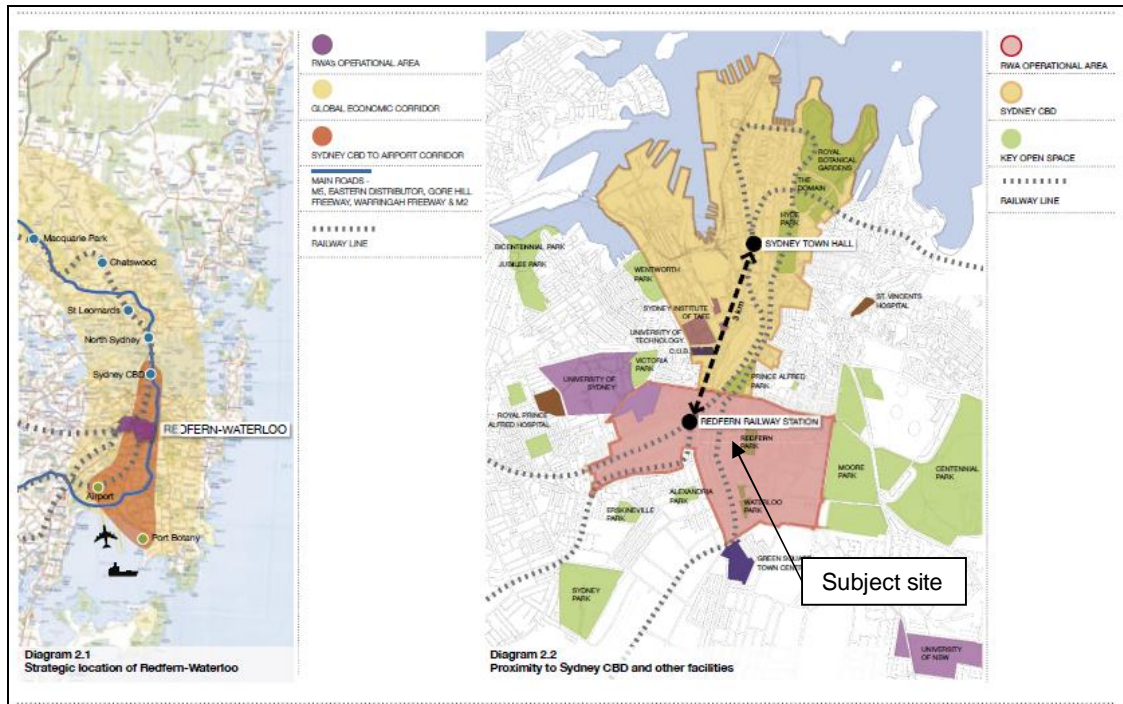 RWA's OPERATIONAL AREA
GLOBAL ECONOMIC CORRIDOR
SYDNEY CBD TO AIRPORT CORRIDOR
MAIN ROADS -
M5, EASTERN DISTRIBUTOR, GORE HILL
FREEWAY, WARRINGAH FREEWAY & M2
RAILWAY LINE
Macquarie Park
Chatswood
St Leonards
North Sydney
Sydney CBD
REDFERN-WATERLOO
Airport
Port Botany
Diagram 2.1
Strategic location of Redfern-Waterloo
RWA OPERATIONAL AREA
SYDNEY CBD
KEY OPEN SPACE
RAILWAY LINE
ROYAL
BOTANICAL
GARDENS
THE
DOMAIN
HYDE
PARK
SYDNEY TOWN HALL
BICENTENNIAL PARK
JUBILEE PARK
WENTWORTH
PARK
ST. VINCENTS
HOSPITAL
SYDNEY INSTITUTE
OF TAFE
3 km
UNIVERSITY OF
TECHNOLOGY
C.U.B.
VICTORIA
PARK
UNIVERSITY OF
SYDNEY
PRINCE ALFRED
PARK
ROYAL PRINCE
ALFRED HOSPITAL
REDFERN RAILWAY STATION
REDFERN
PARK
MOORE
PARK
CENTENNIAL
PARK
ALEXANDRIA
PARK
WATERLOO
PARK
ERSKINEVILLE
PARK
GREEN SQUARE
TOWN CENT
Subject site
SYDNEY
PARK
UNIVERSITY
OF NSW
Diagram 2.2
Proximity to Sydney CBD and other facilities